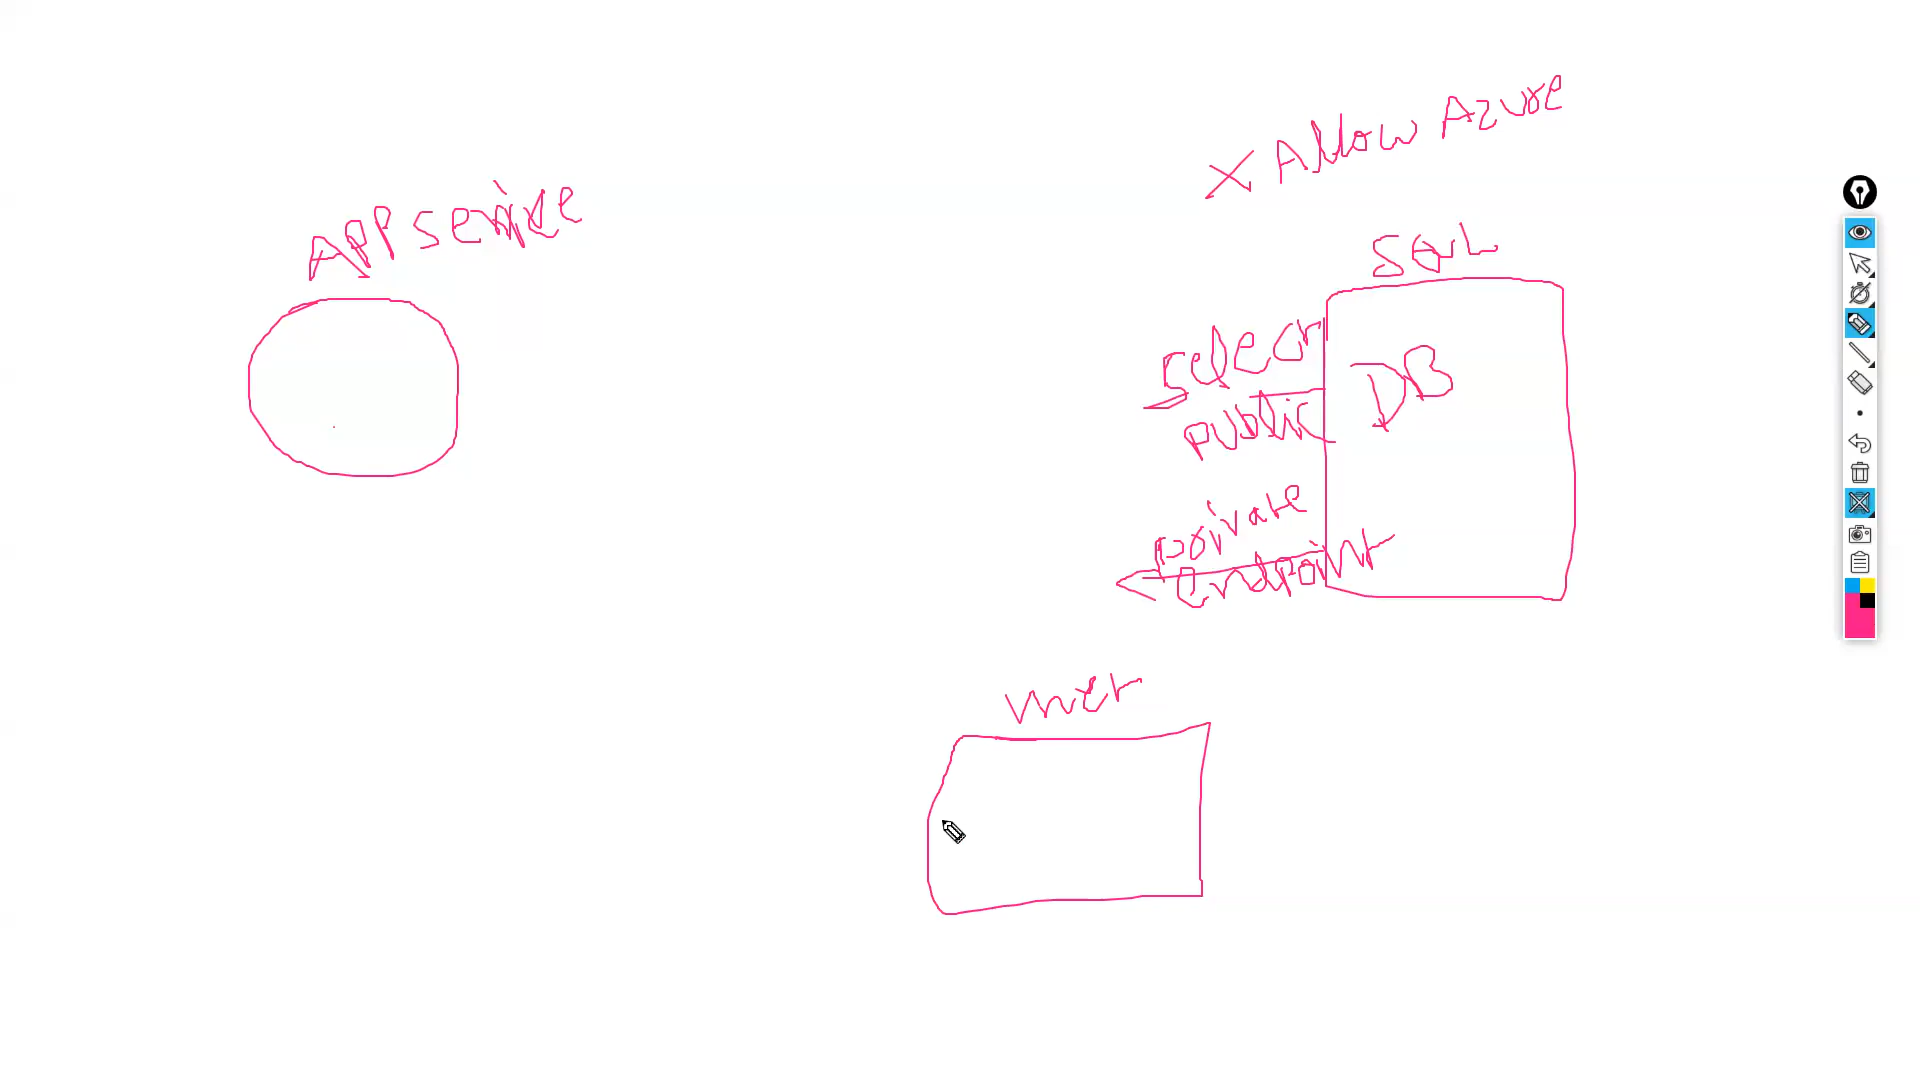 X Allow Azure
App service
SQL
select
public
DB
private
endpoint
Vnet